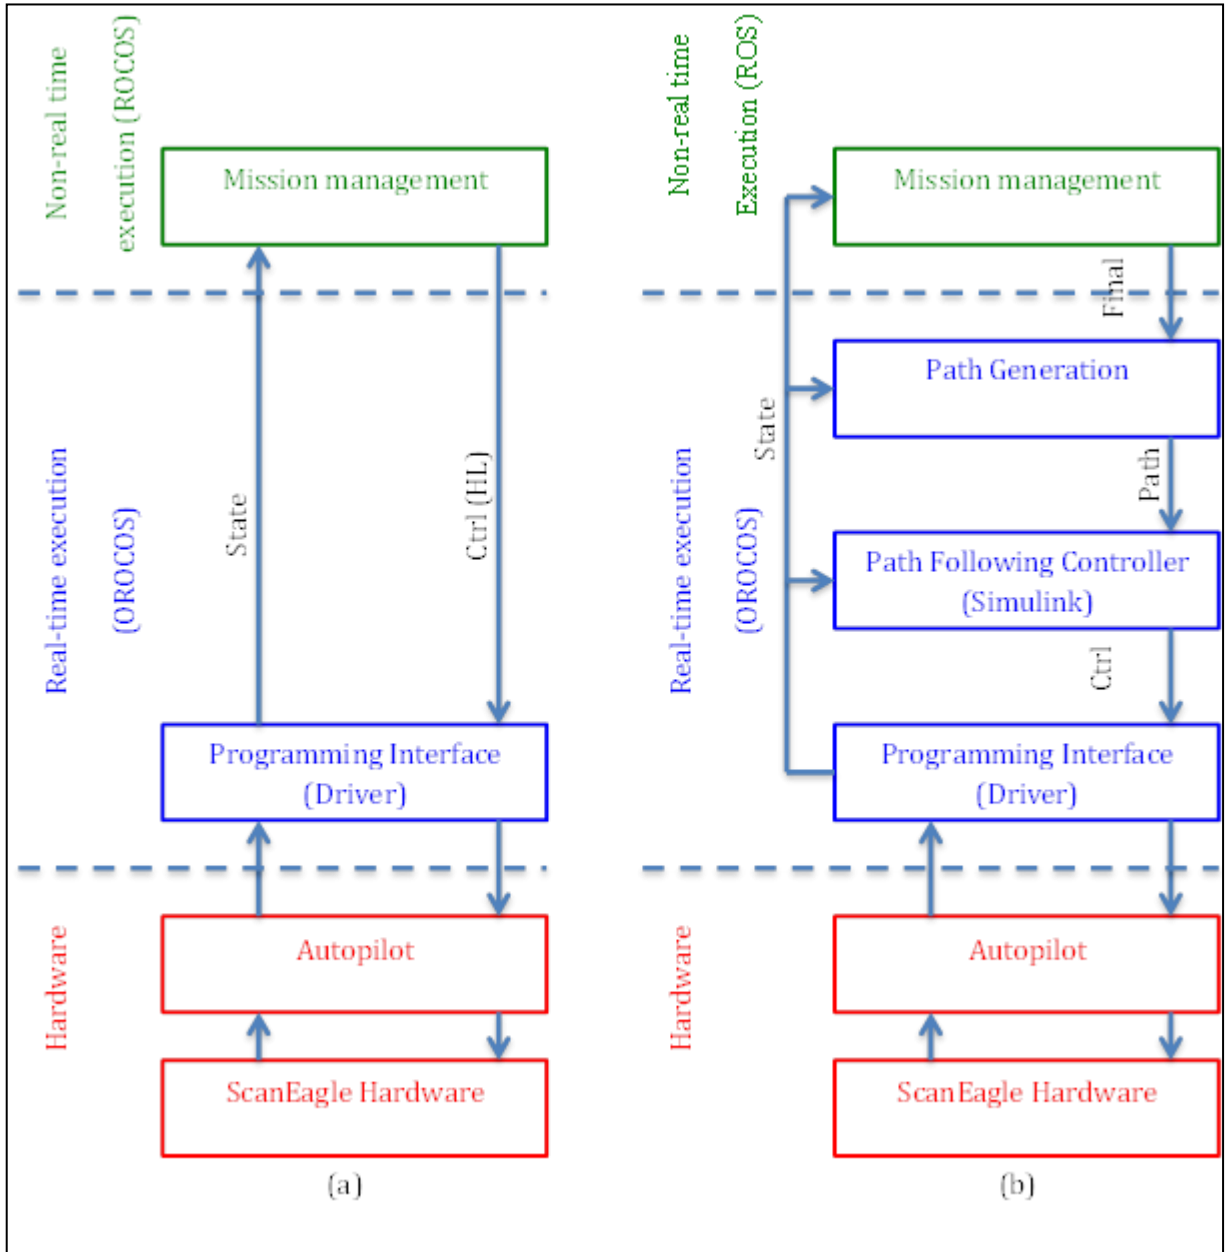 Non-real time
execution (ROCOS)
Mission management
State
Ctrl (HL)
Real-time execution
(OROCOS)
Programming Interface
(Driver)
Hardware
Autopilot
ScanEagle Hardware
(a)
Non-real time
Execution (ROS)
Mission management
Final
Path Generation
State
Path
Real-time execution
(OROCOS)
Path Following Controller
(Simulink)
Ctrl
Programming Interface
(Driver)
Hardware
Autopilot
ScanEagle Hardware
(b)